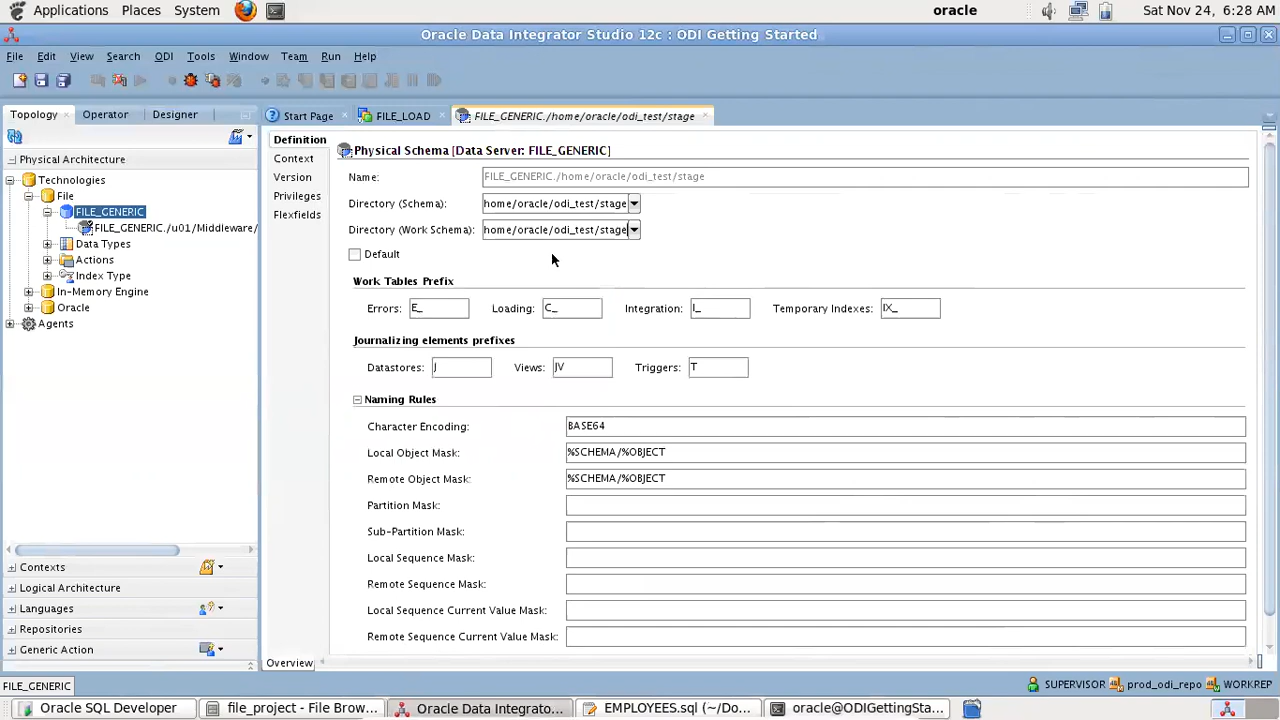 Applications Places System oracle Sat Nov 24, 6:28 AM
Oracle Data Integrator Studio 12c : ODI Getting Started
File Edit View Search ODI Tools Window Team Run Help
Topology Operator Designer Start Page FILE_LOAD FILE_GENERIC./home/oracle/odi_test/stage
Physical Architecture
Technologies
File
FILE_GENERIC
FILE_GENERIC./u01/Middleware/
Data Types
Actions
Index Type
In-Memory Engine
Oracle
Agents
Contexts
Logical Architecture
Languages
Repositories
Generic Action
Definition
Context
Version
Privileges
Flexfields
Physical Schema [Data Server: FILE_GENERIC]
Name: FILE_GENERIC./home/oracle/odi_test/stage
Directory (Schema): home/oracle/odi_test/stage
Directory (Work Schema): home/oracle/odi_test/stage
Default
Work Tables Prefix
Errors: E_ Loading: C_ Integration: I_ Temporary Indexes: IX_
Journalizing elements prefixes
Datastores: J Views: JV Triggers: T
Naming Rules
Character Encoding: BASE64
Local Object Mask: %SCHEMA/%OBJECT
Remote Object Mask: %SCHEMA/%OBJECT
Partition Mask:
Sub-Partition Mask:
Local Sequence Mask:
Remote Sequence Mask:
Local Sequence Current Value Mask:
Remote Sequence Current Value Mask:
Overview
FILE_GENERIC SUPERVISOR prod_odi_repo WORKREP
Oracle SQL Developer file_project - File Brow... Oracle Data Integrato... EMPLOYEES.sql (~/Do... oracle@ODIGettingSta...